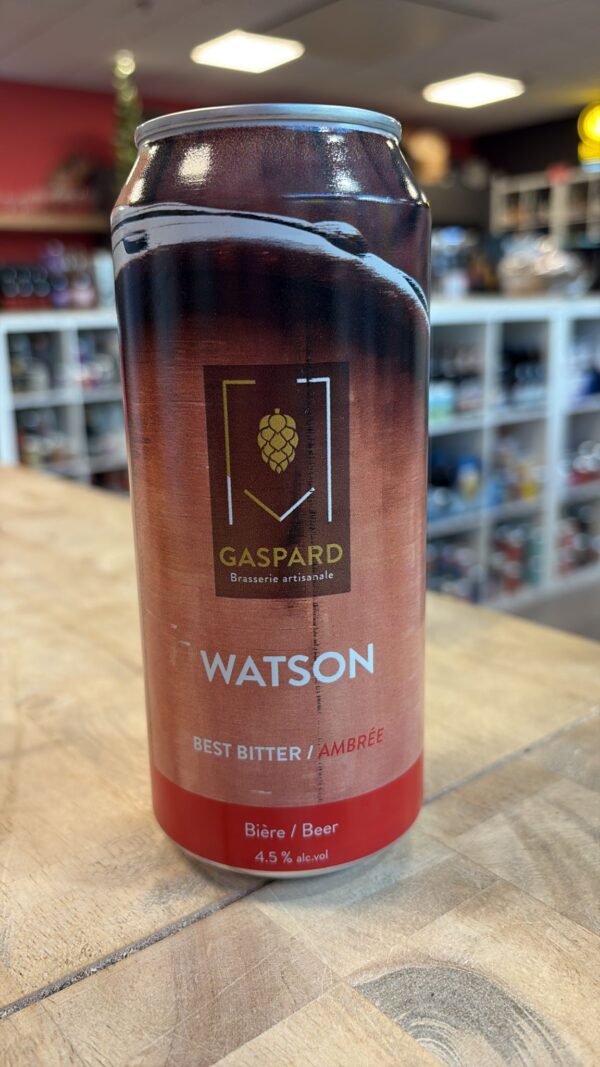 GASPARD
Brasserie artisanale
WATSON
BEST BITTER / AMBRÉE
Bière / Beer
4.5 % alc.vol